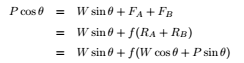 P cos θ = W sin θ + F_A + F_B
= W sin θ + f(R_A + R_B)
= W sin θ + f(W cos θ + P sin θ)